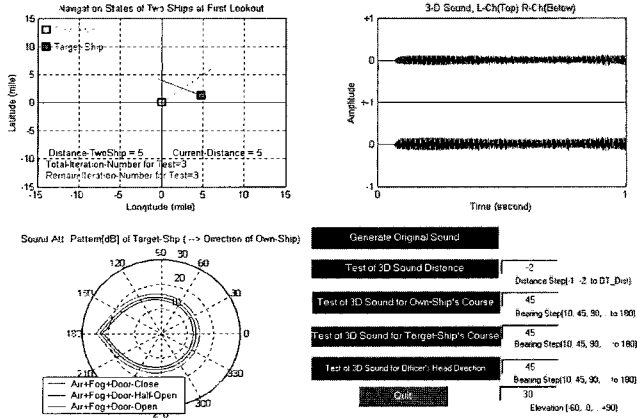 Navigation States of Two Ships at First Lookout
15
10
Target-Ship
5
0
-5
Distance-TwoShip = 5 Current-Distance = 5
-10
Total-Iteration-Number for Test=3
Remain-Iteration-Number for Test=3
-15
-15 -10 -5 0 5 10 15
Latitude (mile)
Longitude (mile)
3-D Sound, L-Ch(Top) R-Ch(Below)
+1
0
+1
0
-1
0 1
Amplitude
Time (second)
Sound Att. Pattern[dB] of Target-Ship ( --> Direction of Own-Ship)
120 90 60
30
20
10
150 30
180 0
330
300
Air+Fog+Door-Close
Air+Fog+Door-Half-Open
Air+Fog+Door-Open
Generate Original Sound
Test of 3D Sound Distance
-2
Distance Step[-1 -2 to DT_Dist]
Test of 3D Sound for Own-Ship's Course
45
Bearing Step[10, 45, 90, .. to 180]
Test of 3D Sound for Target-Ship's Course
45
Bearing Step[10, 45, 90, .. to 180]
Test of 3D Sound for Officer's Head Direction
45
Bearing Step[10, 45, 90, .. to 180]
Quit
30
Elevation [-60, .0, .. +90]